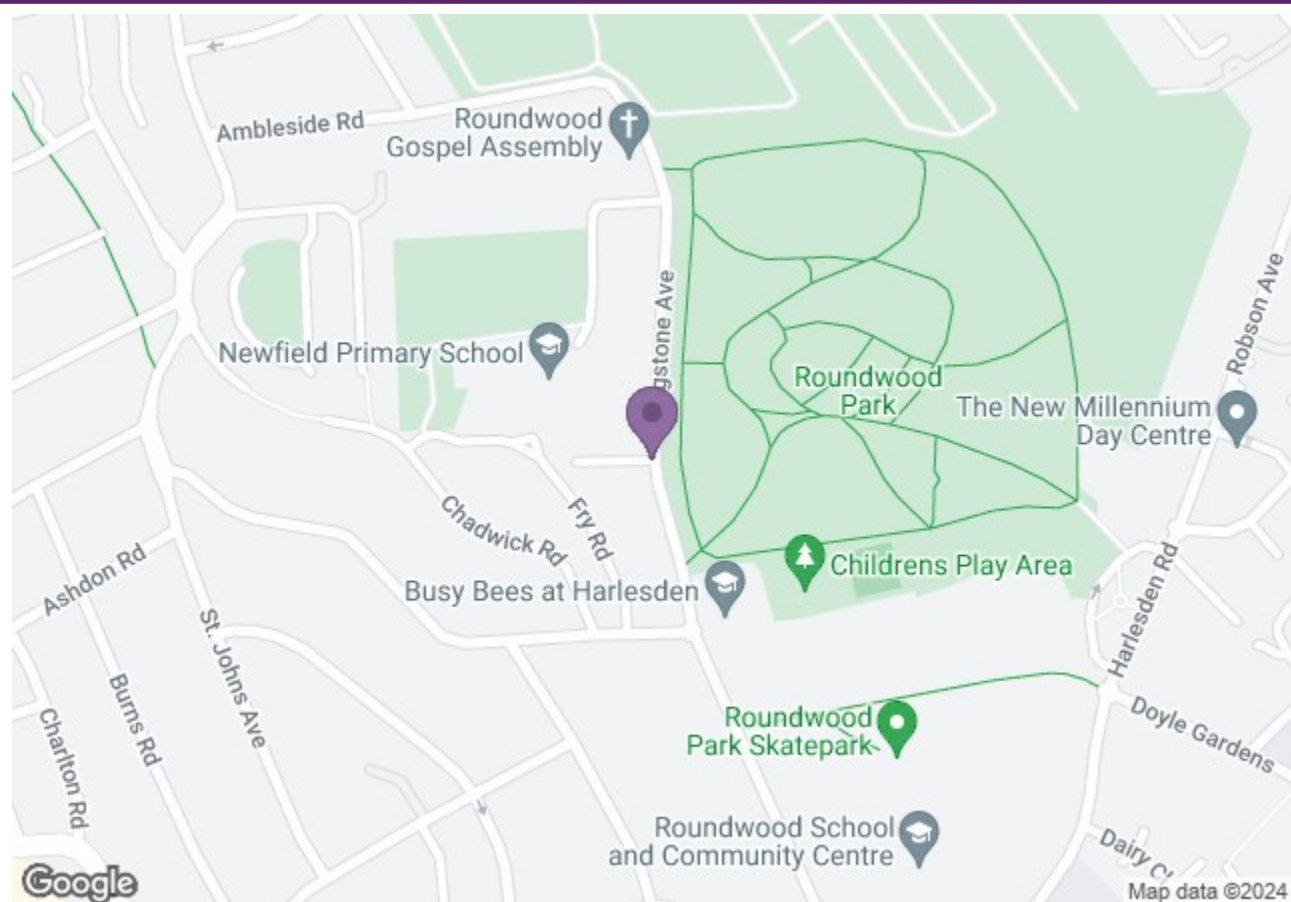 Ambleside Rd
Roundwood
Gospel Assembly
gstone Ave
Robson Ave
Newfield Primary School
Roundwood
Park
The New Millennium
Day Centre
Chadwick Rd
Fry Rd
Childrens Play Area
Ashdon Rd
Busy Bees at Harlesden
Harlesden Rd
St. Johns Ave
Burns Rd
Charlton Rd
Roundwood
Park Skatepark
Doyle Gardens
Roundwood School
and Community Centre
Dairy Cl
Google
Map data ©2024